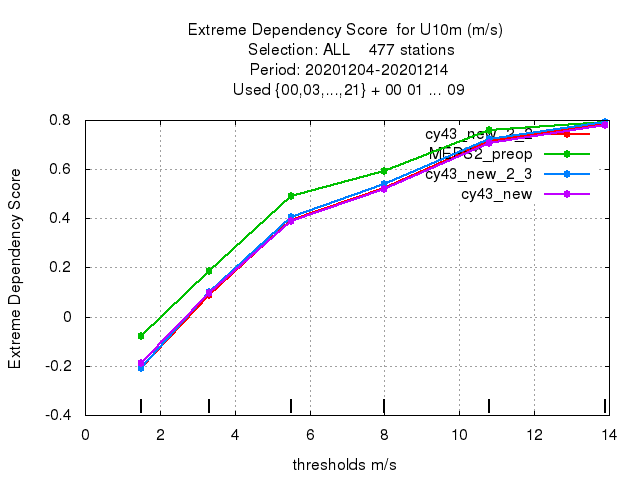 Extreme Dependency Score for U10m (m/s)
Selection: ALL 477 stations
Period: 20201204-20201214
Used {00,03,...,21} + 00 01 ... 09
cy43_new_2_2
MEPS2_preop
cy43_new_2_3
cy43_new
Extreme Dependency Score
0.8
0.6
0.4
0.2
0
-0.2
-0.4
0 2 4 6 8 10 12 14
thresholds m/s